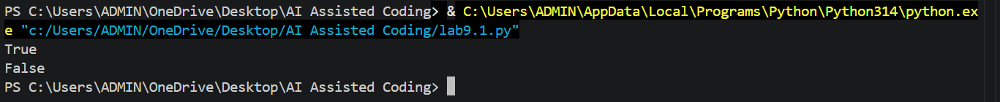 PS C:\Users\ADMIN\OneDrive\Desktop\AI Assisted Coding> & C:\Users\ADMIN\AppData\Local\Programs\Python\Python314\python.ex
e "c:/Users/ADMIN/OneDrive/Desktop/AI Assisted Coding/lab9.1.py"
True
False
PS C:\Users\ADMIN\OneDrive\Desktop\AI Assisted Coding>